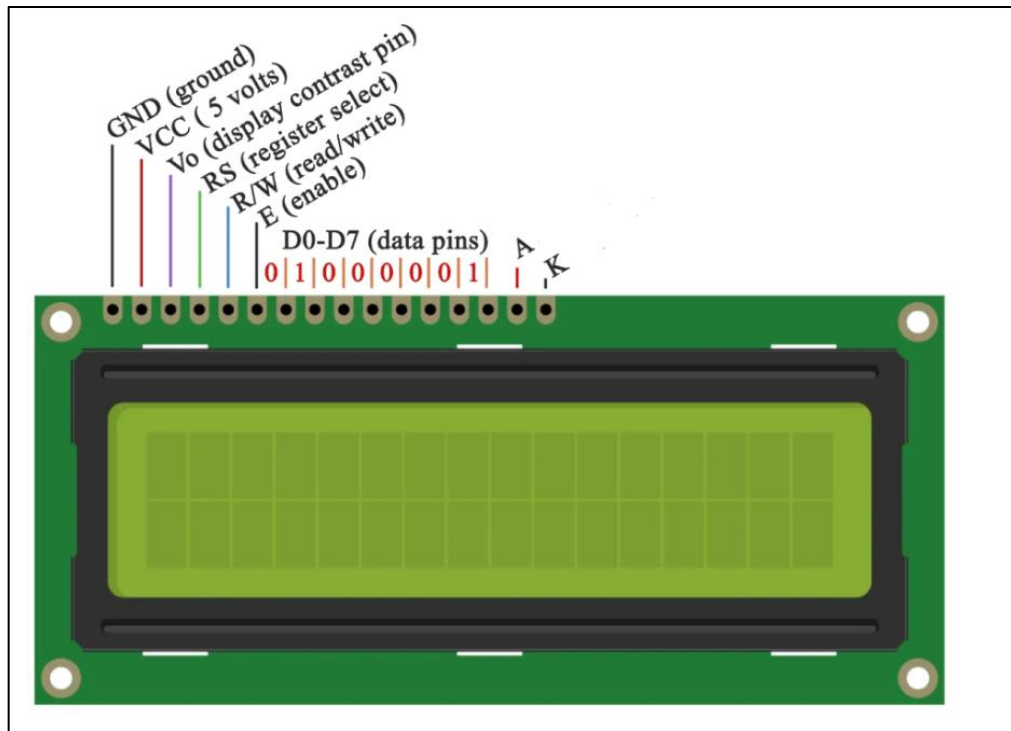 GND (ground)
VCC ( 5 volts)
Vo (display contrast pin)
RS (register select)
R/W (read/write)
E (enable)
D0-D7 (data pins)
0 1 0 0 0 0 0 1
A
K